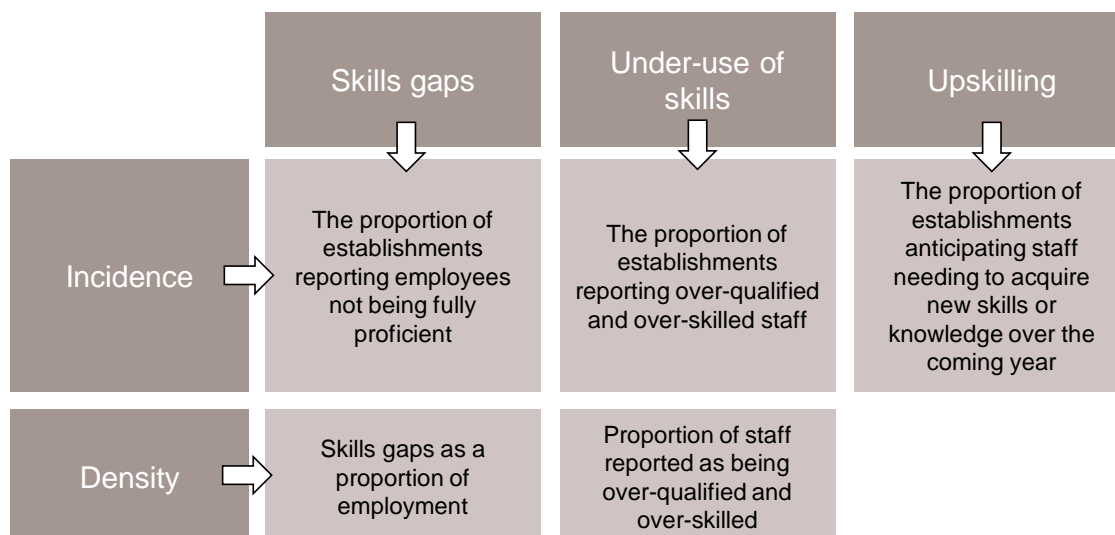 Skills gaps
Under-use of
skills
Upskilling
Incidence
The proportion of
establishments
reporting employees
not being fully
proficient
The proportion of
establishments
reporting over-qualified
and over-skilled staff
The proportion of
establishments
anticipating staff
needing to acquire
new skills or
knowledge over the
coming year
Density
Skills gaps as a
proportion of
employment
Proportion of staff
reported as being
over-qualified and
over-skilled